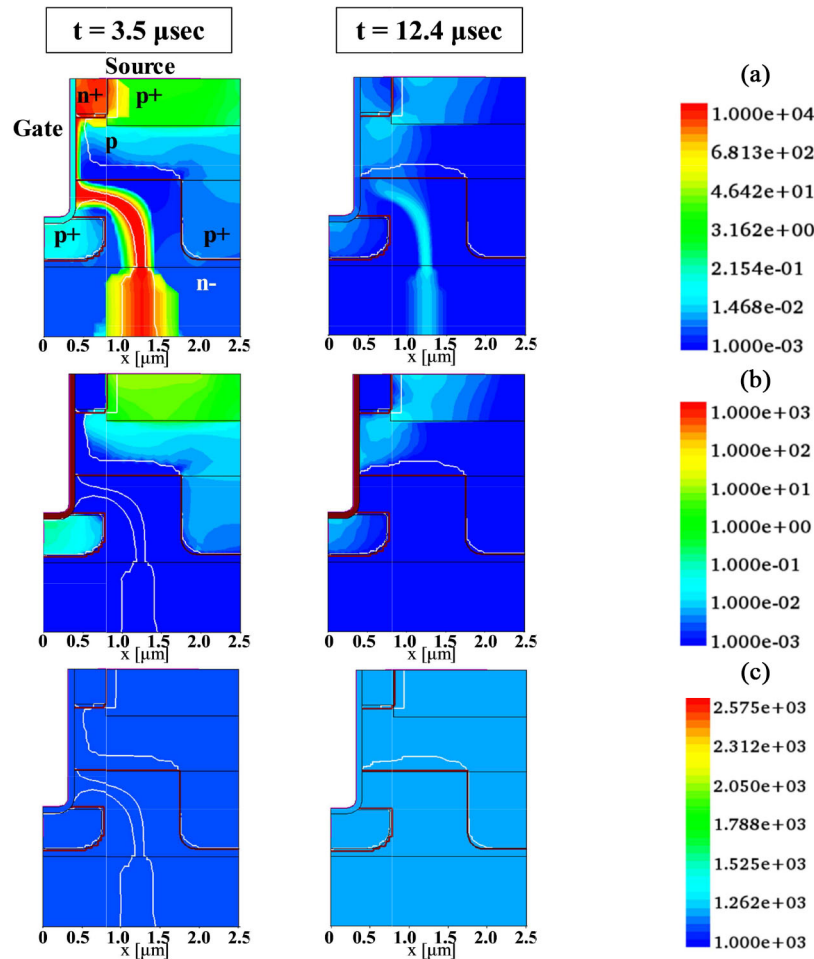 t = 3.5 µsec
t = 12.4 µsec
Source
(a)
n+
p+
Gate
p
p+
p+
n-
1.000e+04
6.813e+02
4.642e+01
3.162e+00
2.154e-01
1.468e-02
1.000e-03
0 0.5 1.0 1.5 2.0 2.5
x [µm]
0 0.5 1.0 1.5 2.0 2.5
x [µm]
(b)
1.000e+03
1.000e+02
1.000e+01
1.000e+00
1.000e-01
1.000e-02
1.000e-03
0 0.5 1.0 1.5 2.0 2.5
x [µm]
0 0.5 1.0 1.5 2.0 2.5
x [µm]
(c)
2.575e+03
2.312e+03
2.050e+03
1.788e+03
1.525e+03
1.262e+03
1.000e+03
0 0.5 1.0 1.5 2.0 2.5
x [µm]
0 0.5 1.0 1.5 2.0 2.5
x [µm]